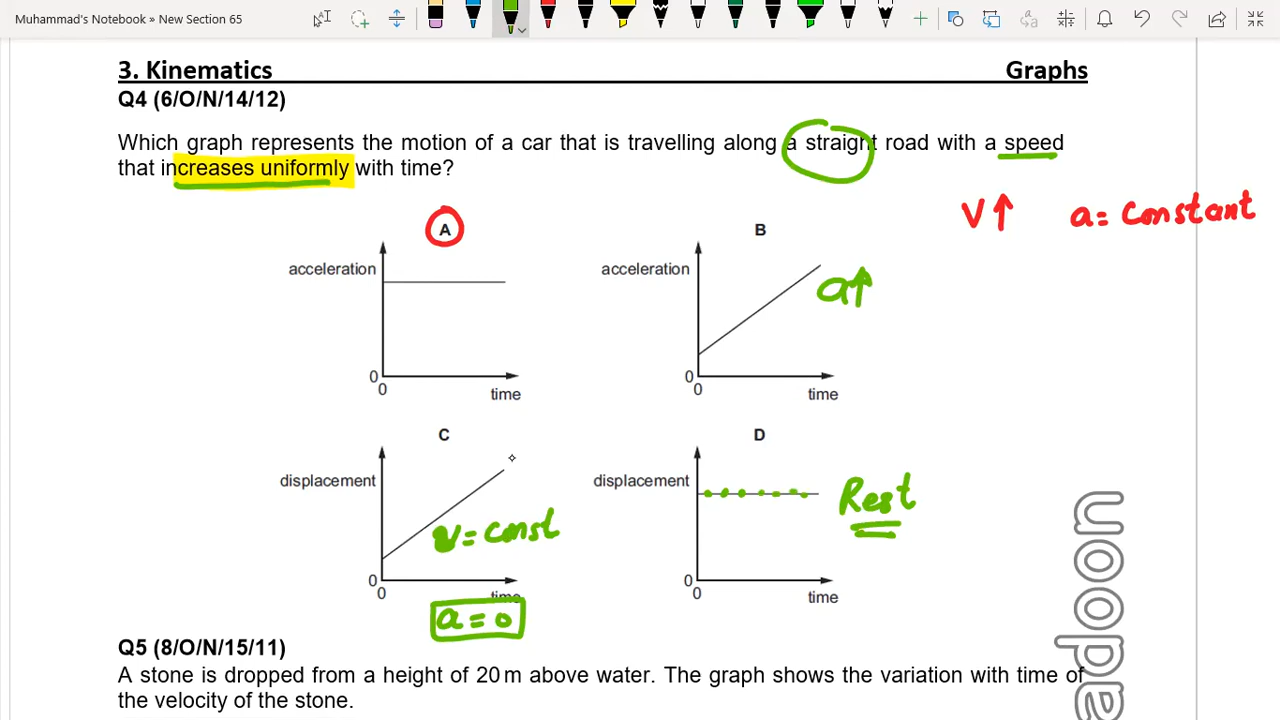 Muhammad's Notebook » New Section 65
3. Kinematics Graphs
Q4 (6/O/N/14/12)
Which graph represents the motion of a car that is travelling along a straight road with a speed
that increases uniformly with time?
V↑ a = Constant
A
acceleration
0
0
time
B
acceleration
a↑
0
0
time
C
displacement
v = const
0
0
time
a = 0
D
displacement
Rest
0
0
time
Q5 (8/O/N/15/11)
A stone is dropped from a height of 20 m above water. The graph shows the variation with time of
the velocity of the stone.
adoon